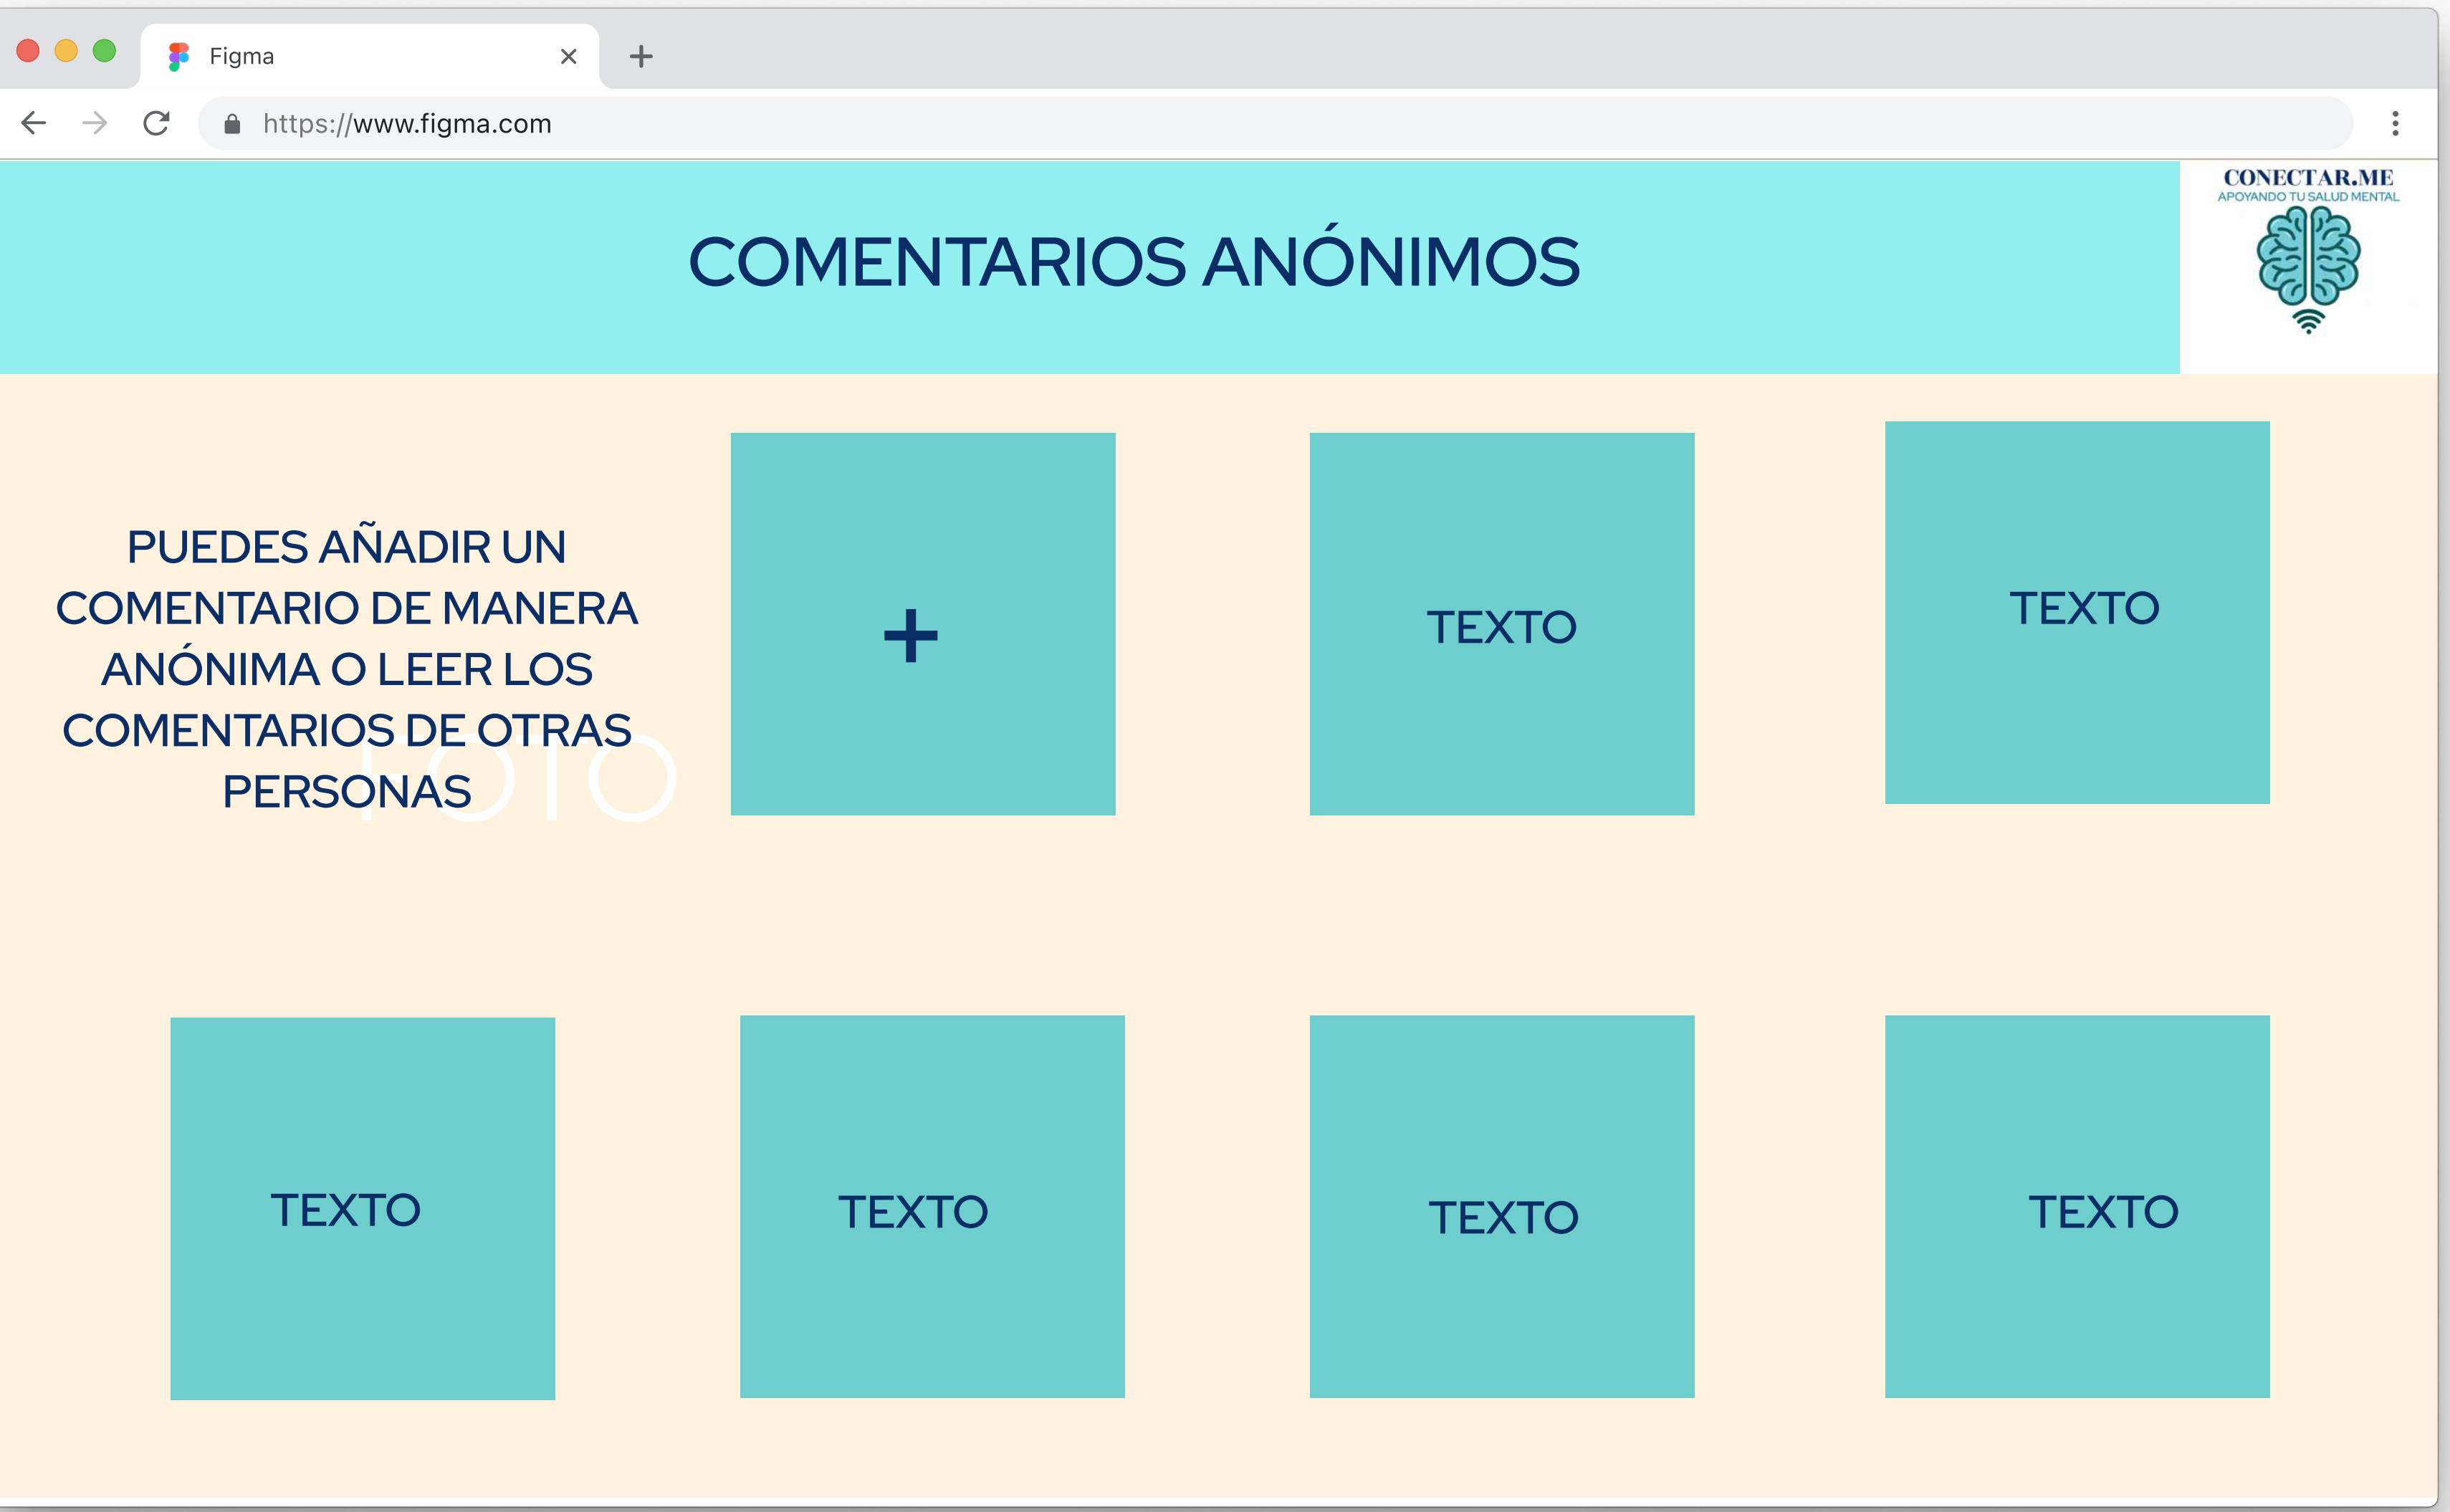 Figma
https://www.figma.com
CONECTAR.ME
APOYANDO TU SALUD MENTAL
COMENTARIOS ANÓNIMOS
PUEDES AÑADIR UN
COMENTARIO DE MANERA
ANÓNIMA O LEER LOS
COMENTARIOS DE OTRAS
PERSONAS
FOTO
+
TEXTO
TEXTO
TEXTO
TEXTO
TEXTO
TEXTO